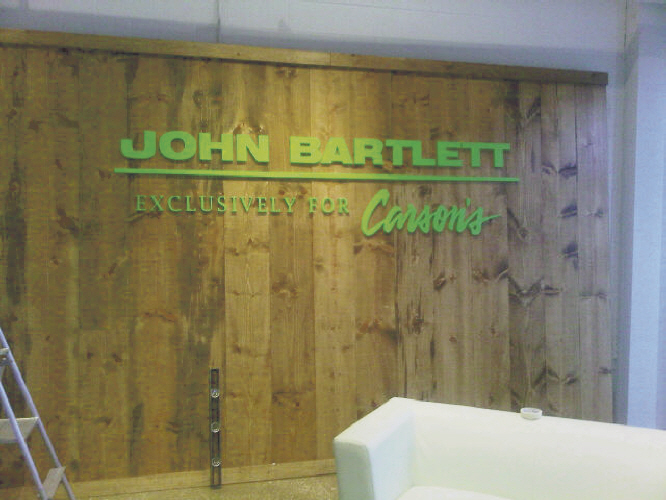 JOHN BARTLETT
EXCLUSIVELY FOR Carson's